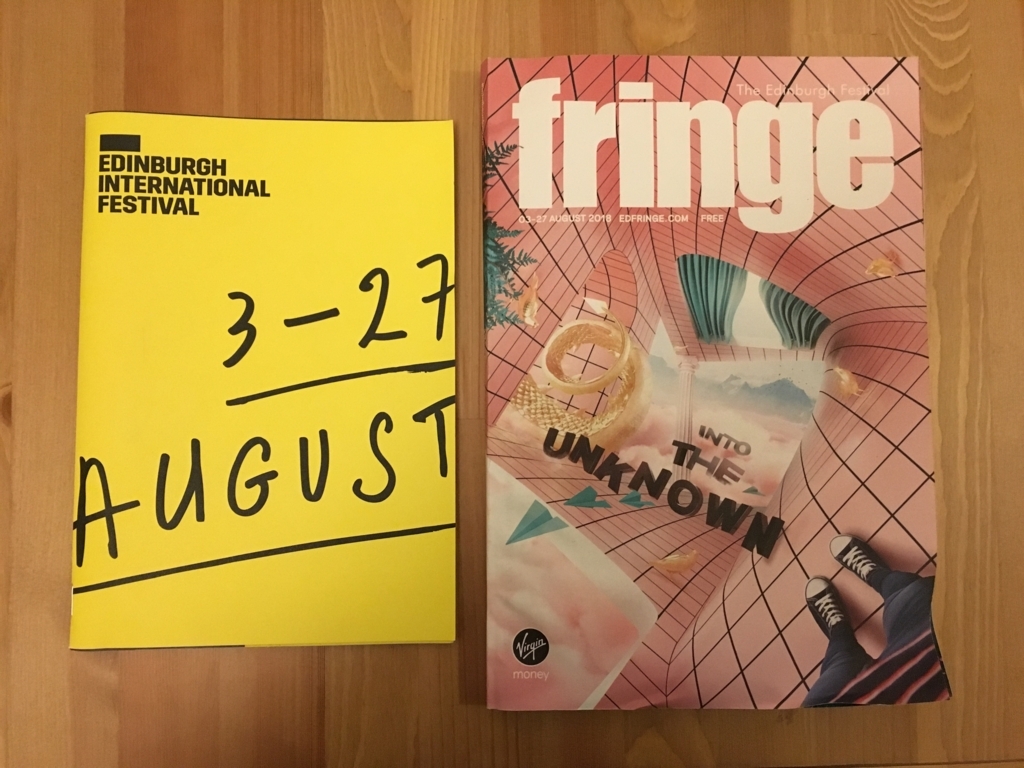 EDINBURGH
INTERNATIONAL
FESTIVAL
3-27
AUGUST
The Edinburgh Festival
fringe
03-27 AUGUST 2018 EDFRINGE.COM FREE
INTO
THE
UNKNOWN
Virgin
money